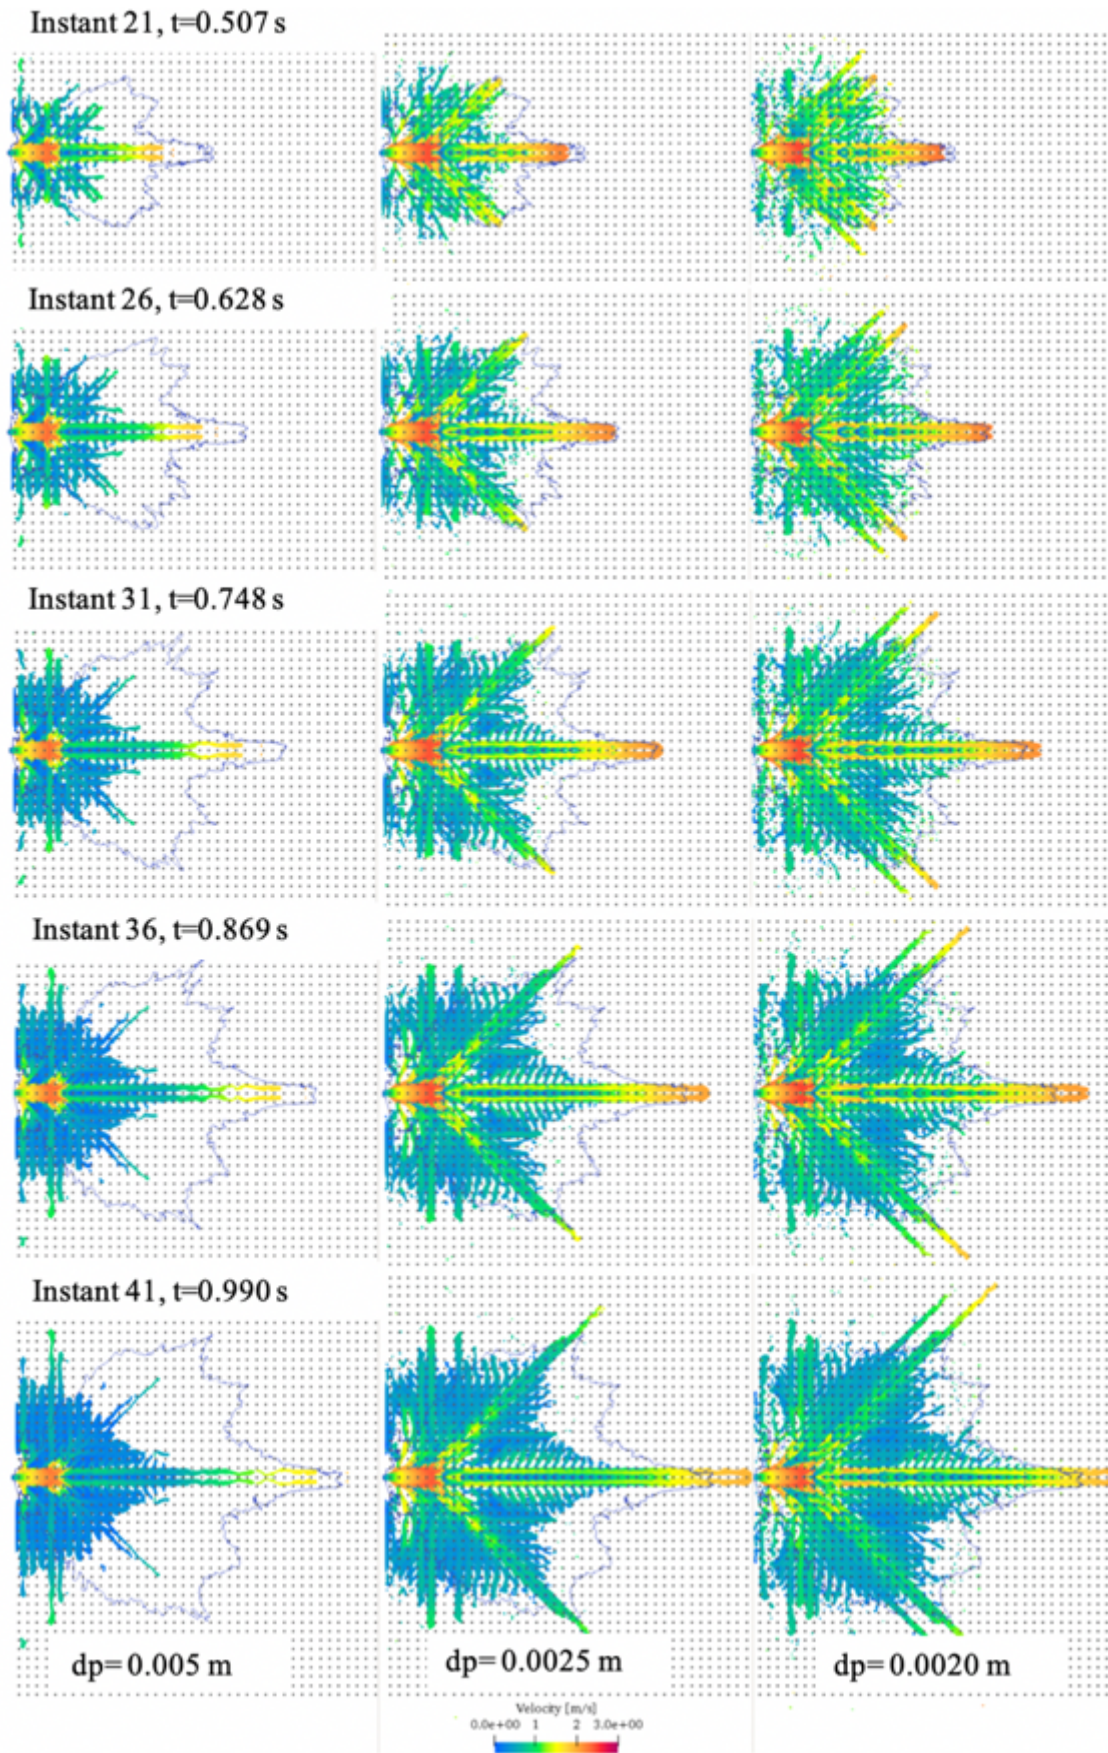 Instant 21, t=0.507 s
Instant 26, t=0.628 s
Instant 31, t=0.748 s
Instant 36, t=0.869 s
Instant 41, t=0.990 s
dp= 0.005 m
dp= 0.0025 m
dp= 0.0020 m
Velocity [m/s]
0.0e+00 1 2 3.0e+00